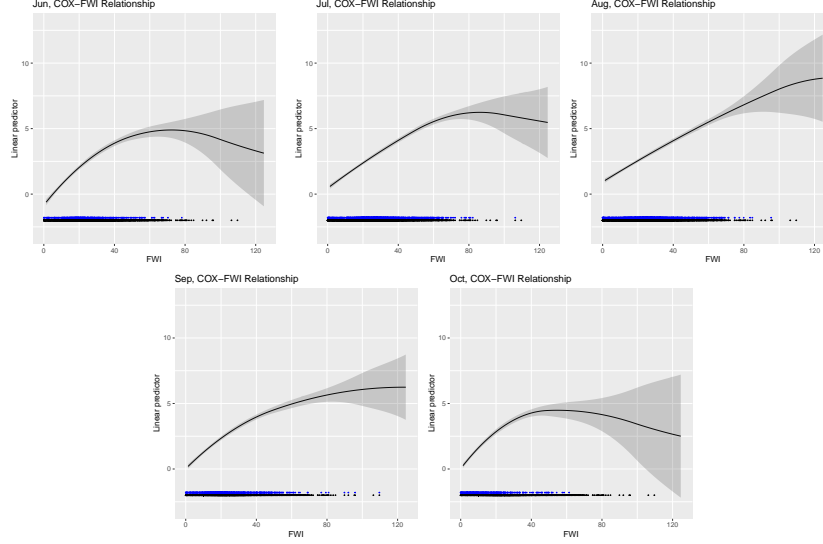 Jun, COX−FWI Relationship
Jul, COX−FWI Relationship
Aug, COX−FWI Relationship
10
5
0
Linear predictor
0 40 80 120
FWI
10
5
0
Linear predictor
0 40 80 120
FWI
10
5
0
Linear predictor
0 40 80 120
FWI
Sep, COX−FWI Relationship
Oct, COX−FWI Relationship
10
5
0
Linear predictor
0 40 80 120
FWI
10
5
0
Linear predictor
0 40 80 120
FWI